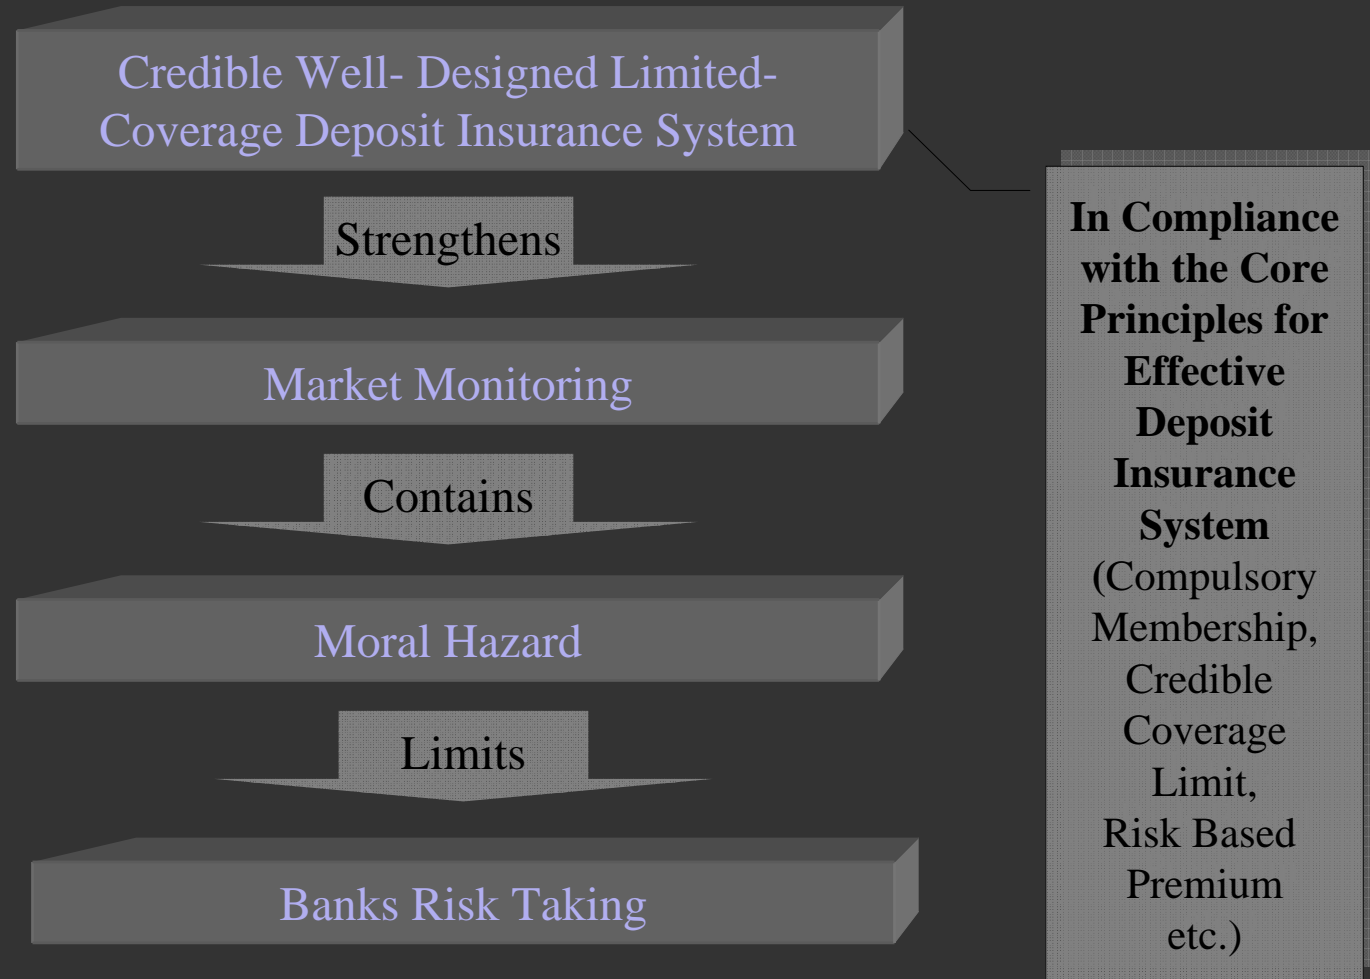 Credible Well- Designed Limited-
Coverage Deposit Insurance System
Strengthens
Market Monitoring
Contains
Moral Hazard
Limits
Banks Risk Taking
In Compliance
with the Core
Principles for
Effective
Deposit
Insurance
System
(Compulsory
Membership,
Credible
Coverage
Limit,
Risk Based
Premium
etc.)